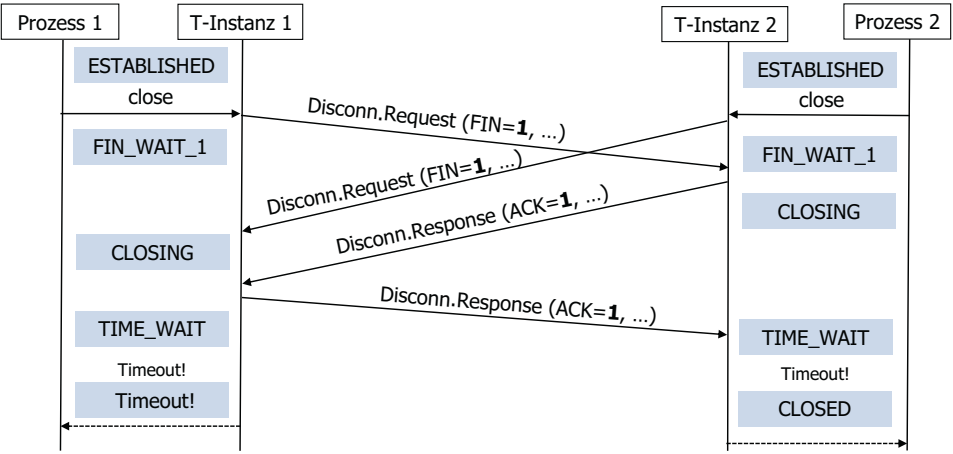 Prozess 1
T-Instanz 1
T-Instanz 2
Prozess 2
ESTABLISHED
ESTABLISHED
close
close
Disconn.Request (FIN=1, …)
FIN_WAIT_1
FIN_WAIT_1
Disconn.Request (FIN=1, …)
CLOSING
Disconn.Response (ACK=1, …)
CLOSING
Disconn.Response (ACK=1, …)
TIME_WAIT
TIME_WAIT
Timeout!
Timeout!
Timeout!
CLOSED